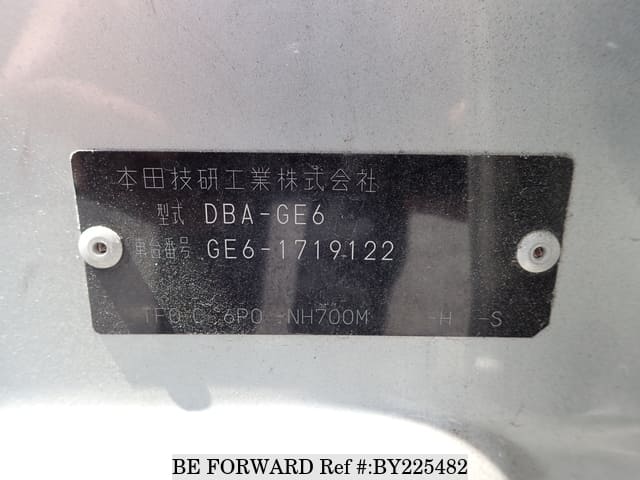 本田技研工業株式会社
型式 DBA-GE6
車台番号 GE6-1719122
TF0-C 6P0 -NH700M -H -S
BE FORWARD Ref #:BY225482